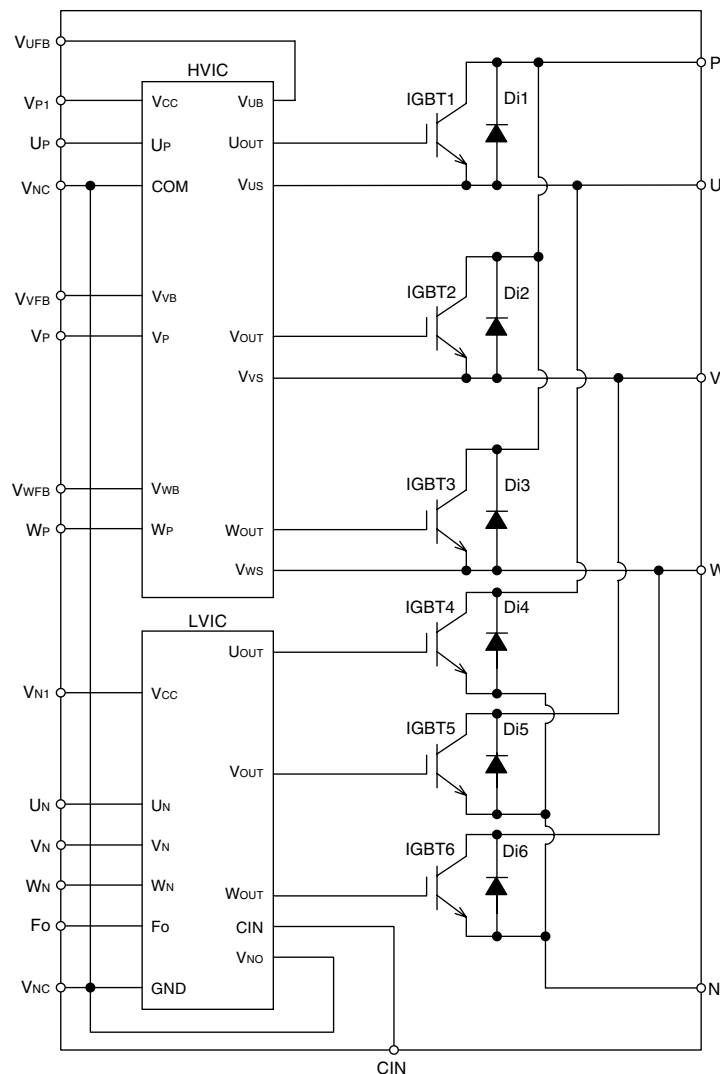 VUFB
HVIC
P
VP1
VCC
VUB
IGBT1
Di1
UP
UP
UOUT
VNC
COM
VUS
U
VVFB
VVB
IGBT2
Di2
VP
VP
VOUT
VVS
V
VWFB
VWB
IGBT3
Di3
WP
WP
WOUT
VWS
W
LVIC
IGBT4
Di4
UOUT
VN1
VCC
IGBT5
Di5
VOUT
UN
UN
VN
VN
IGBT6
Di6
WN
WN
WOUT
Fo
Fo
CIN
VNO
VNC
GND
N
CIN